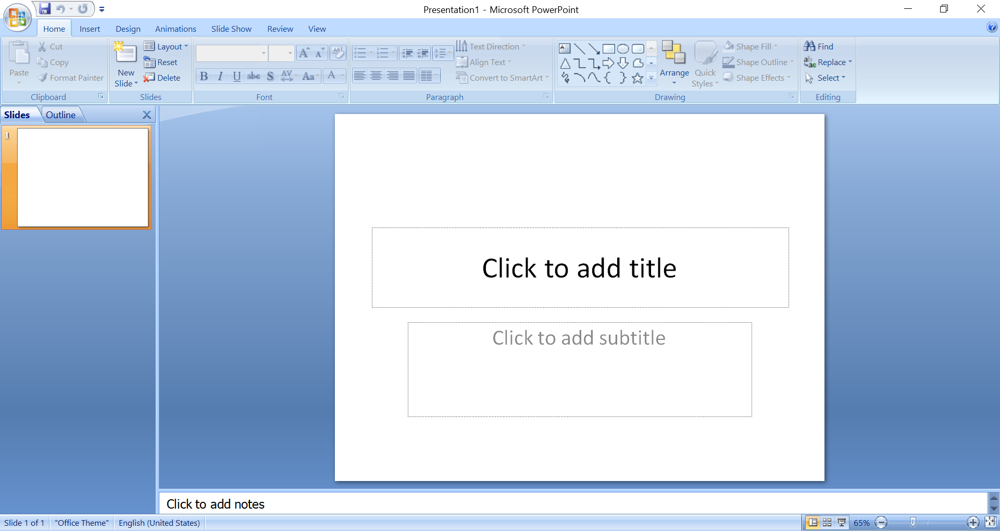 Presentation1 - Microsoft PowerPoint
Home Insert Design Animations Slide Show Review View
Paste
Cut
Copy
Format Painter
Clipboard
New
Slide
Layout
Reset
Delete
Slides
B I U abc S AV Aa A
Font
Text Direction
Align Text
Convert to SmartArt
Paragraph
Arrange
Quick
Styles
Shape Fill
Shape Outline
Shape Effects
Drawing
Find
Replace
Select
Editing
Slides Outline
1
Click to add title
Click to add subtitle
Click to add notes
Slide 1 of 1 "Office Theme" English (United States) 65%